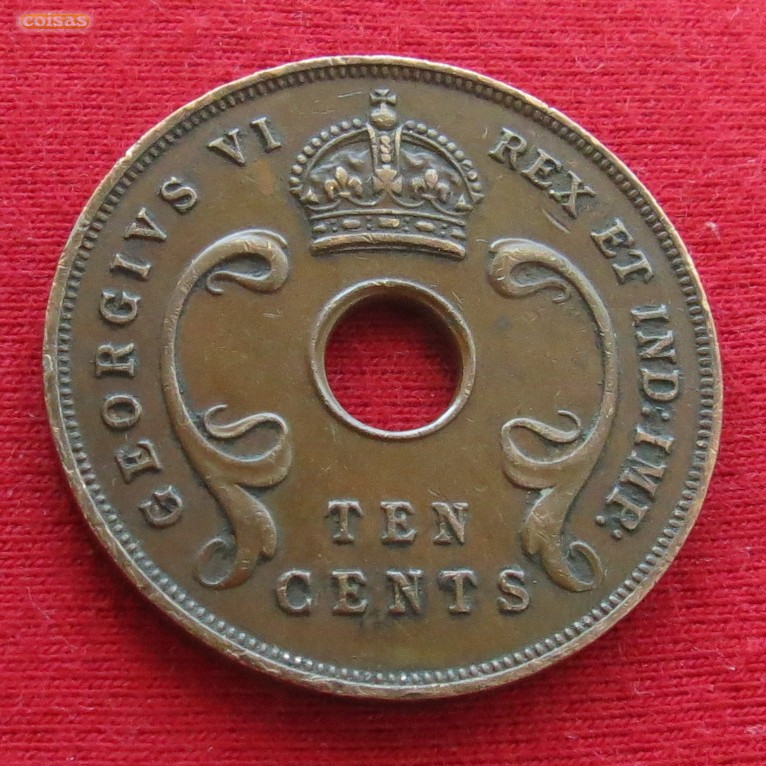 coisas
GEORGIVS VI REX ET IND: IMP:
TEN
CENTS